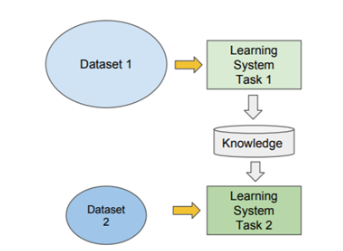 Dataset 1
Learning
System
Task 1
Knowledge
Dataset
2
Learning
System
Task 2